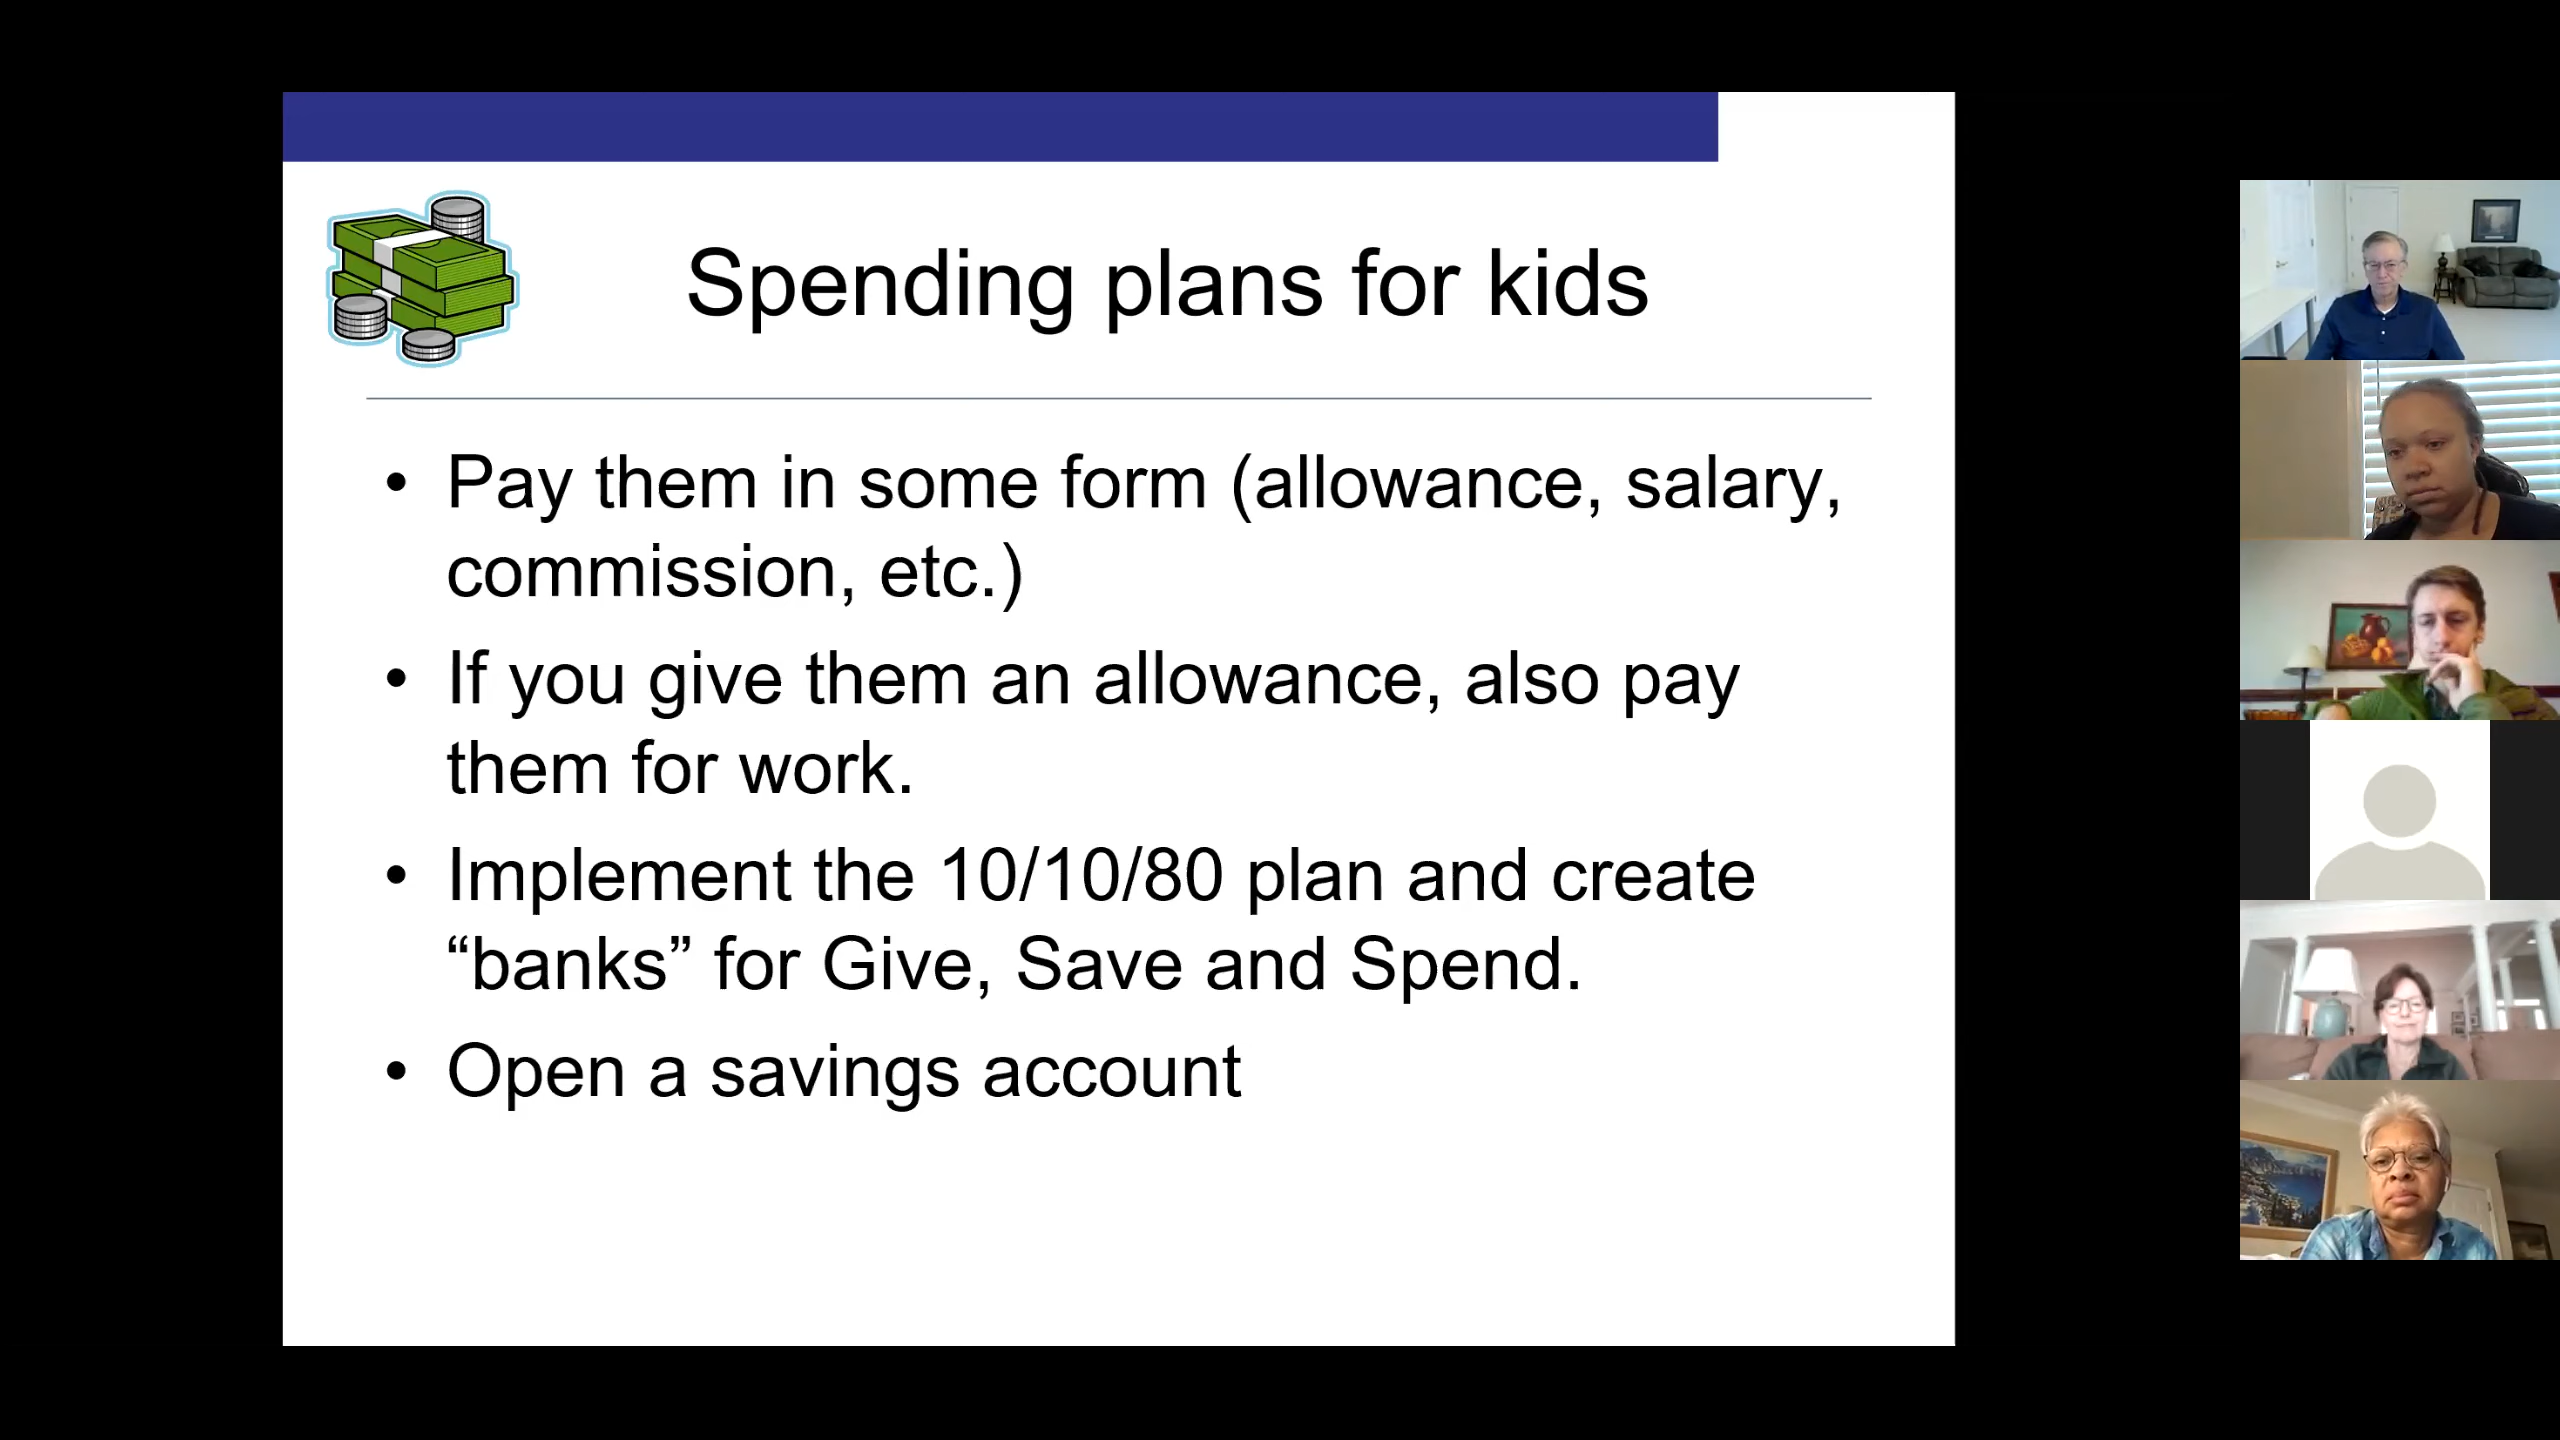 Spending plans for kids
• Pay them in some form (allowance, salary,
commission, etc.)
• If you give them an allowance, also pay
them for work.
• Implement the 10/10/80 plan and create
“banks” for Give, Save and Spend.
• Open a savings account